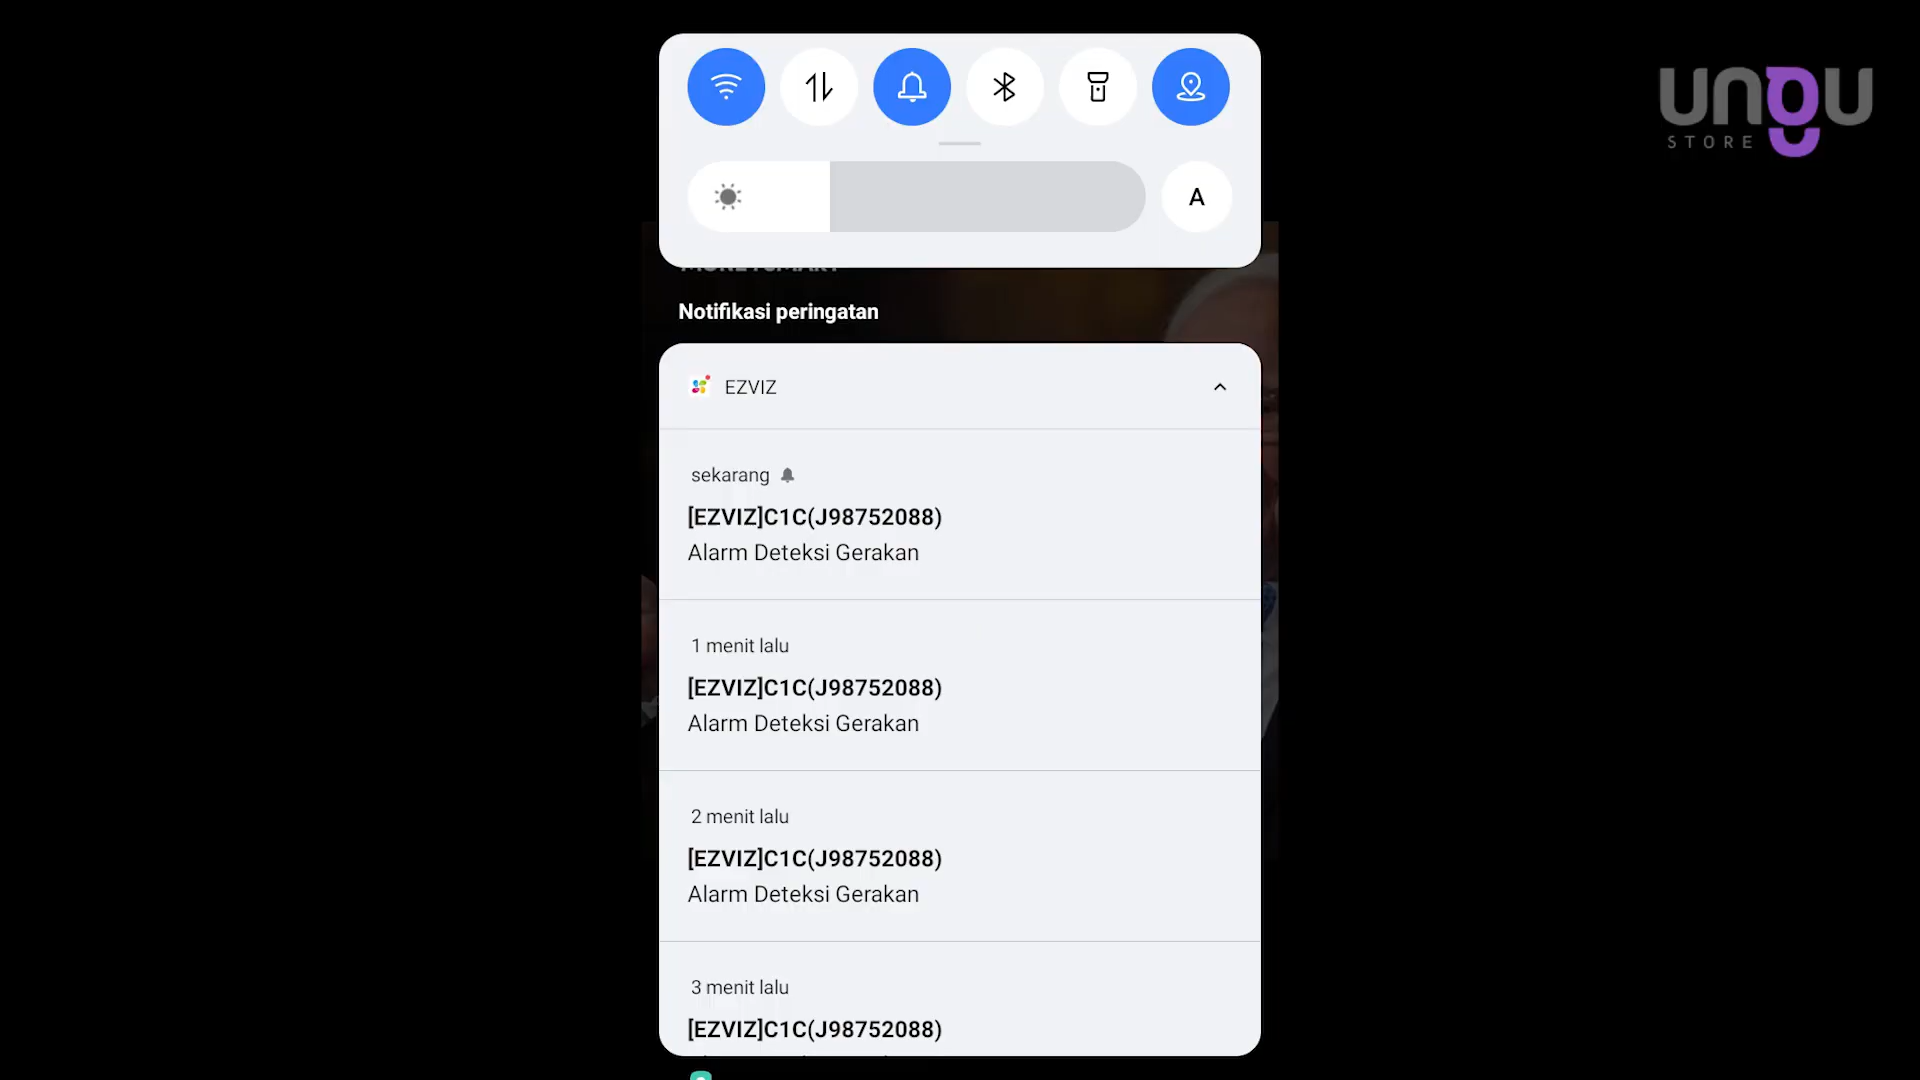 ungu
STORE
A
Notifikasi peringatan
EZVIZ
sekarang
[EZVIZ]C1C(J98752088)
Alarm Deteksi Gerakan
1 menit lalu
[EZVIZ]C1C(J98752088)
Alarm Deteksi Gerakan
2 menit lalu
[EZVIZ]C1C(J98752088)
Alarm Deteksi Gerakan
3 menit lalu
[EZVIZ]C1C(J98752088)